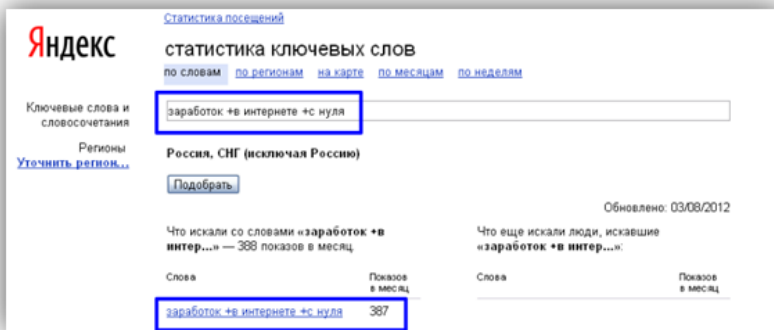 Статистика посещений
Яндекс
статистика ключевых слов
по словам по регионам на карте по месяцам по неделям
Ключевые слова и
словосочетания
заработок +в интернете +с нуля
Регионы
Уточнить регион...
Россия, СНГ (исключая Россию)
Подобрать
Обновлено: 03/08/2012
Что искали со словами «заработок +в
интер...» — 388 показов в месяц.
Что еще искали люди, искавшие
«заработок +в интер...»:
Слова Показов
в месяц
Слова Показов
в месяц
заработок +в интернете +с нуля 387